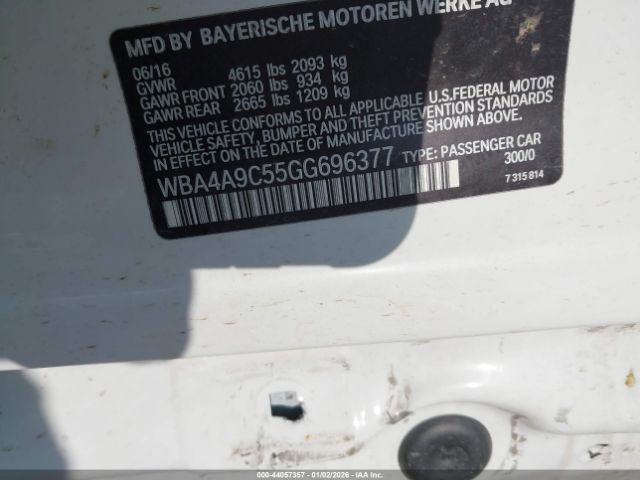 MFD BY BAYERISCHE MOTOREN WERKE AG
06/16
GVWR 4615 lbs 2093 kg
GAWR FRONT 2060 lbs 934 kg
GAWR REAR 2665 lbs 1209 kg
THIS VEHICLE CONFORMS TO ALL APPLICABLE U.S.FEDERAL MOTOR
VEHICLE SAFETY, BUMPER AND THEFT PREVENTION STANDARDS
IN EFFECT ON THE DATE OF MANUFACTURE SHOWN ABOVE.
WBA4A9C55GG696377 TYPE: PASSENGER CAR
300/0
7 315 814
000-44057357 - 01/02/2026 - IAAI.COM